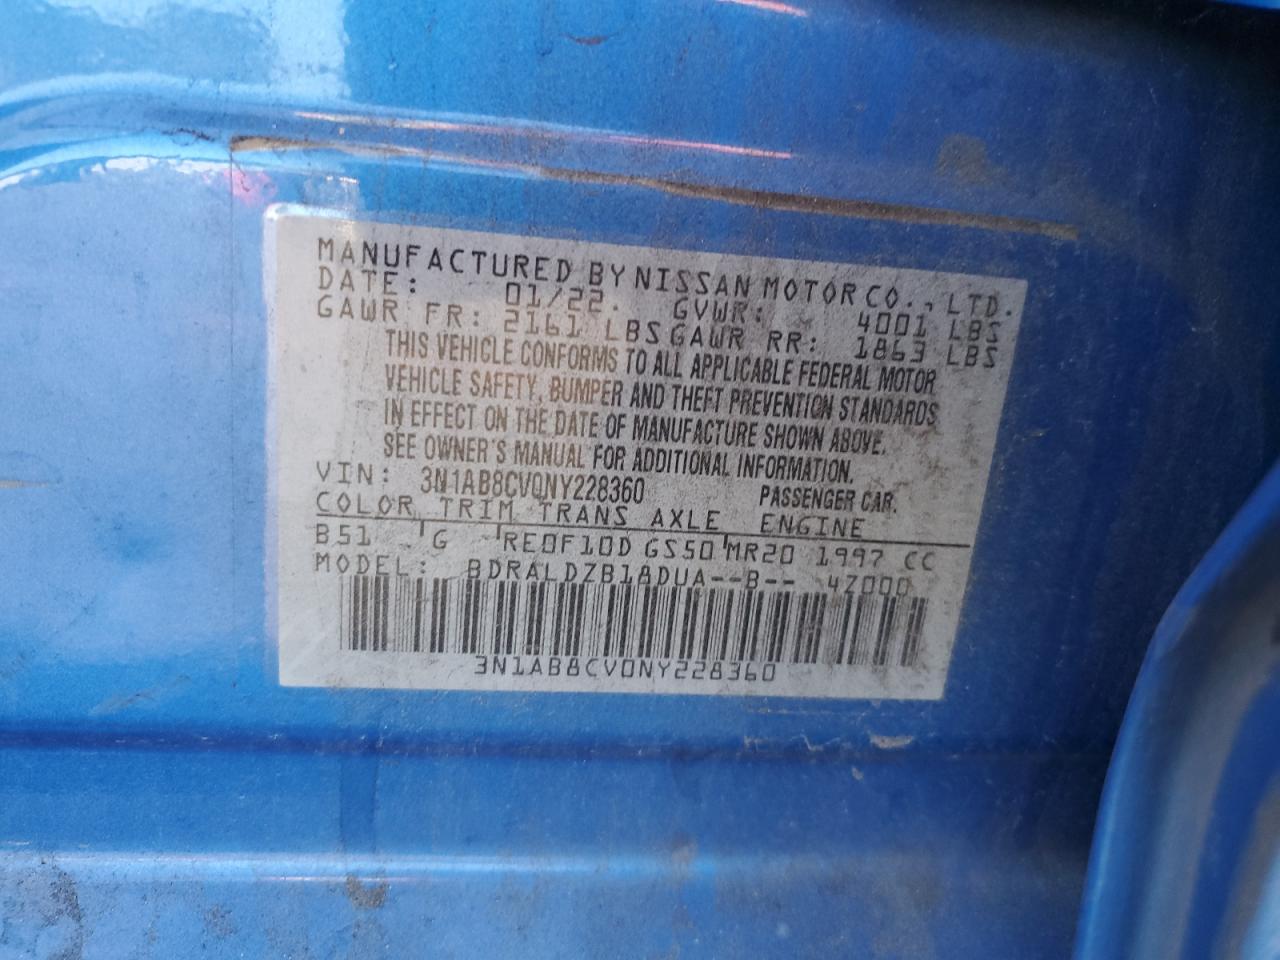 MANUFACTURED BY NISSAN MOTOR CO., LTD.
DATE: 01/22. GVWR: 4001 LBS
GAWR FR: 2161 LBS GAWR RR: 1863 LBS
THIS VEHICLE CONFORMS TO ALL APPLICABLE FEDERAL MOTOR
VEHICLE SAFETY, BUMPER AND THEFT PREVENTION STANDARDS
IN EFFECT ON THE DATE OF MANUFACTURE SHOWN ABOVE.
SEE OWNER'S MANUAL FOR ADDITIONAL INFORMATION.
VIN: 3N1AB8CV0NY228360 PASSENGER CAR.
COLOR TRIM TRANS AXLE ENGINE
B51 G RE0F10D GS50 MR20 1997 CC
MODEL: BDRALDZB18DUA--B-- 4Z000
3N1AB8CV0NY228360